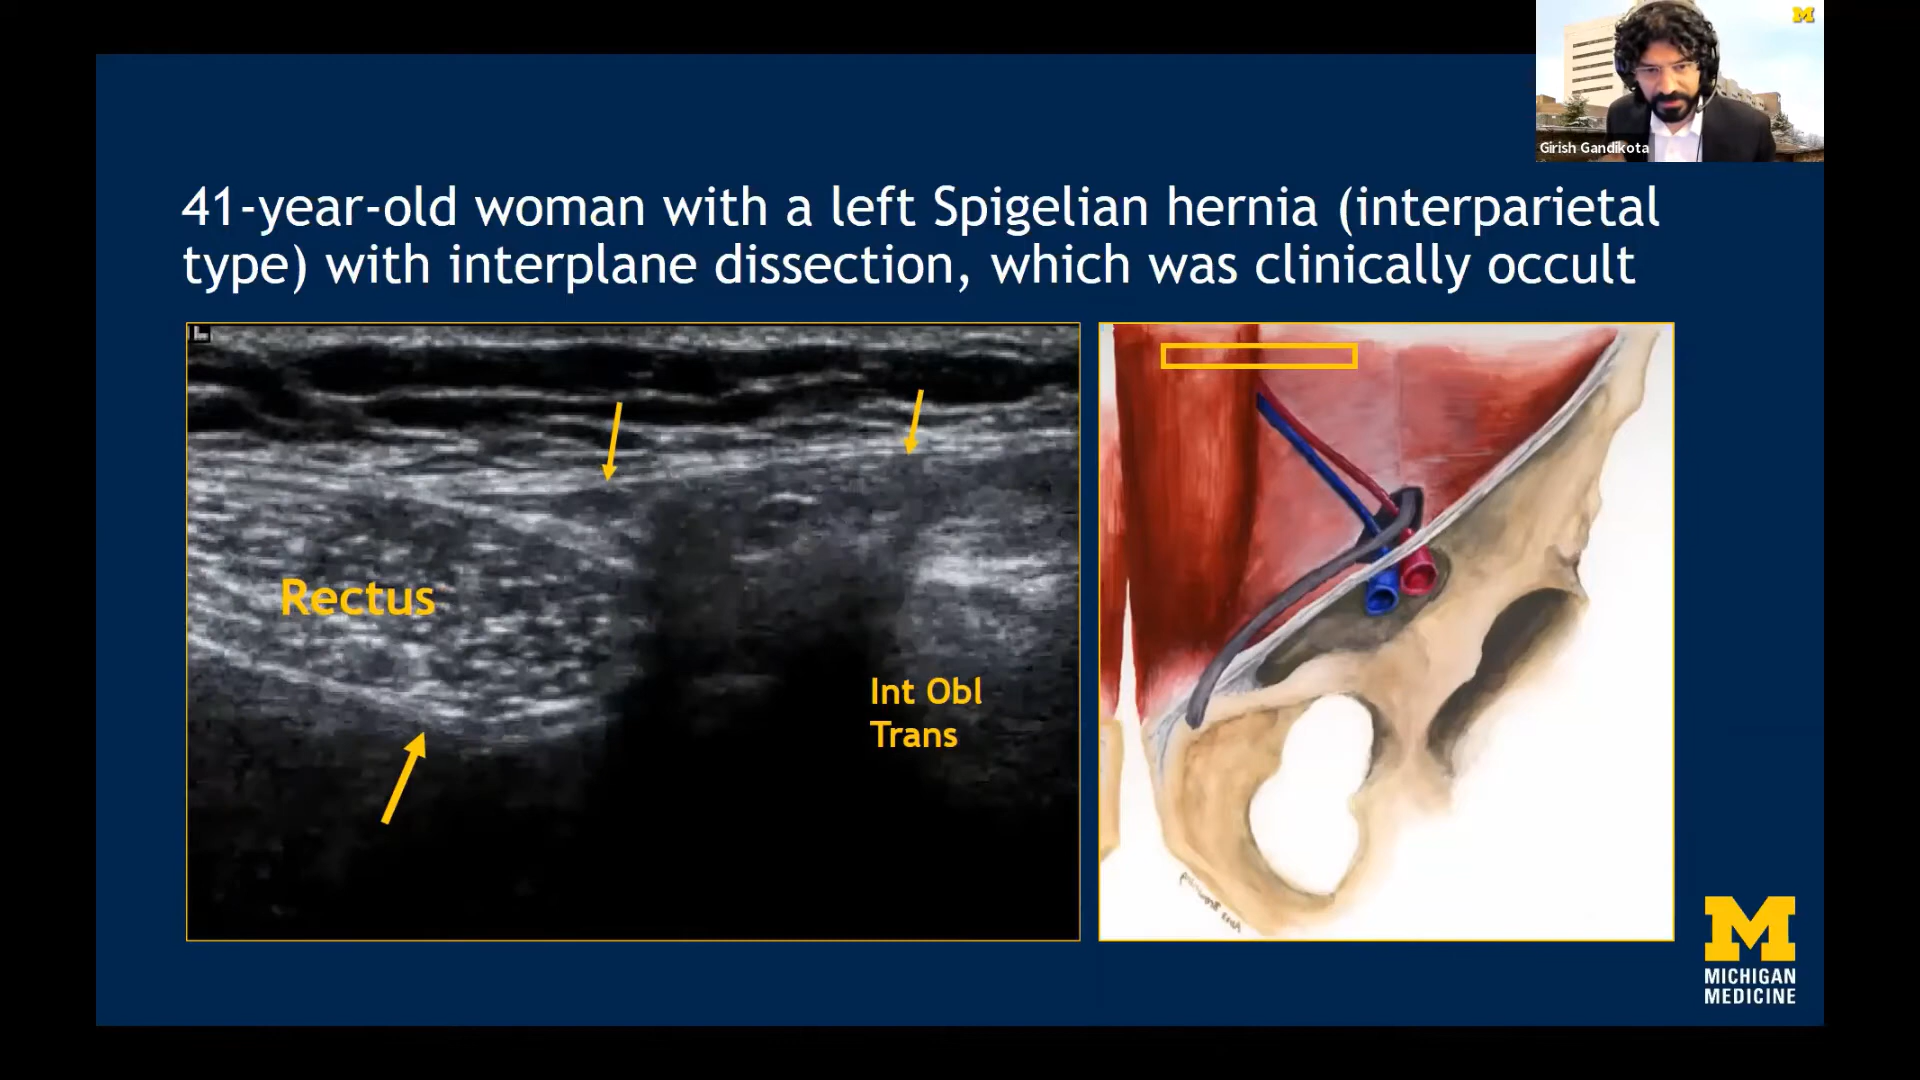 M
Girish Gandikota
41-year-old woman with a left Spigelian hernia (interparietal
type) with interplane dissection, which was clinically occult
L
Rectus
Int Obl
Trans
M
MICHIGAN
MEDICINE